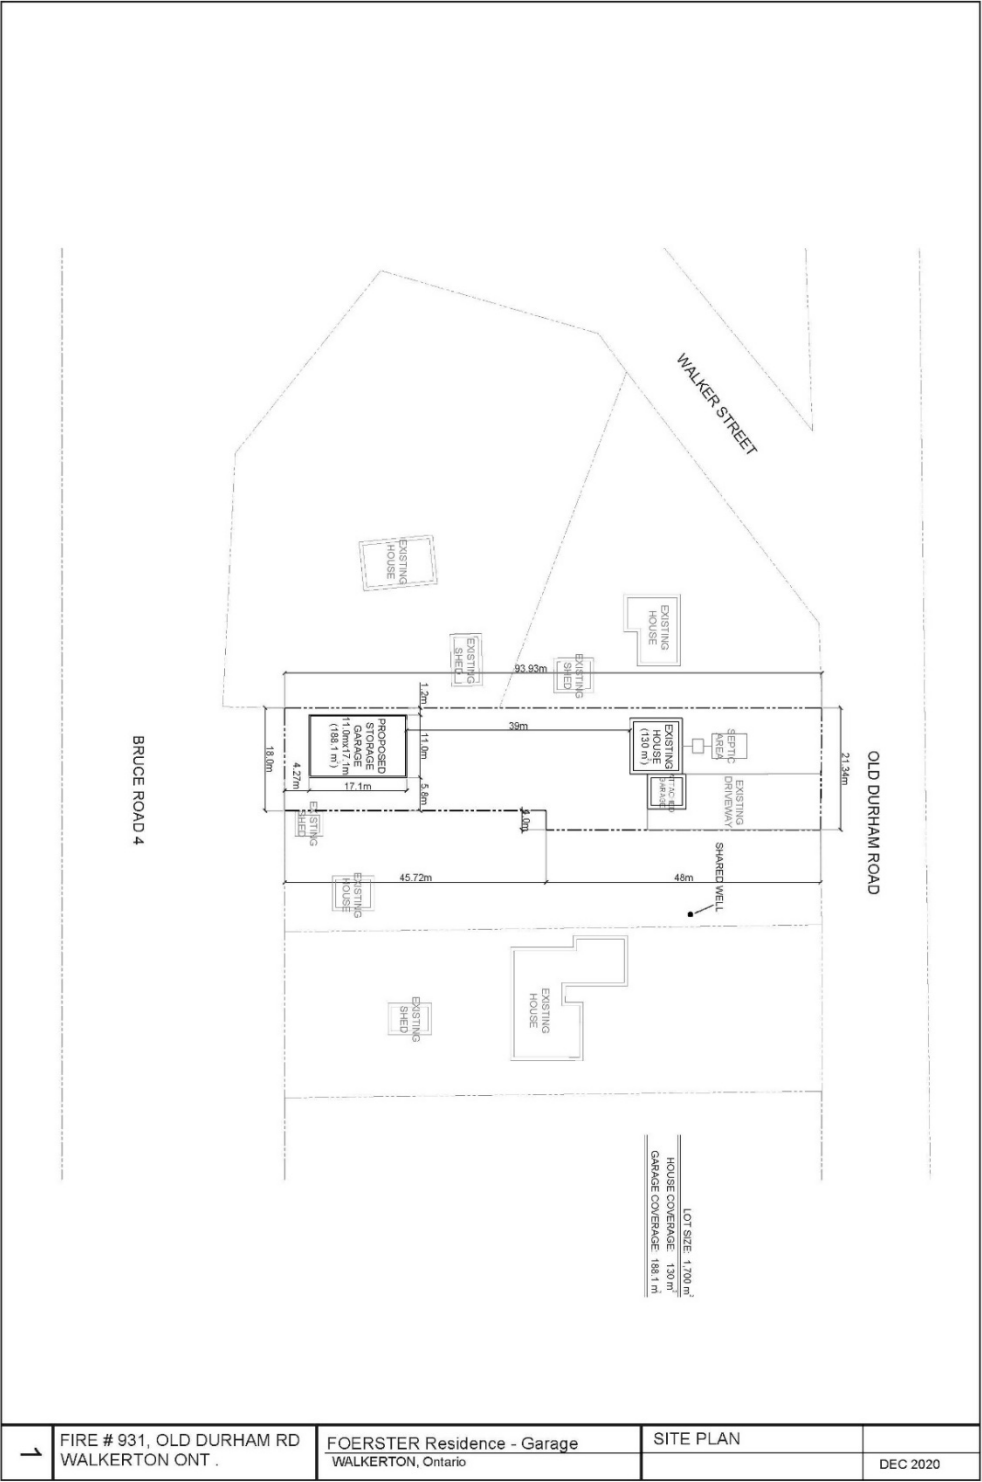 WALKER STREET
BRUCE ROAD 4
OLD DURHAM ROAD
EXISTING
HOUSE
EXISTING
HOUSE
EXISTING
SHED
EXISTING
SHED
93.93m
1.2m
39m
PROPOSED
STORAGE
GARAGE
11.0mx17.1m
(188.1 m²)
11.0m
18.0m
4.27m
17.1m
5.8m
EXISTING
HOUSE
(130 m²)
SEPTIC
AREA
21.34m
EXISTING
DRIVEWAY
GARAGE
EXISTING
SHED
45.72m
48m
SHARED WELL
EXISTING
HOUSE
EXISTING
HOUSE
EXISTING
SHED
LOT SIZE: 1,700 m²
HOUSE COVERAGE: 130 m²
GARAGE COVERAGE: 188.1 m²
1
FIRE # 931, OLD DURHAM RD
WALKERTON ONT .
FOERSTER Residence - Garage
WALKERTON, Ontario
SITE PLAN
DEC 2020